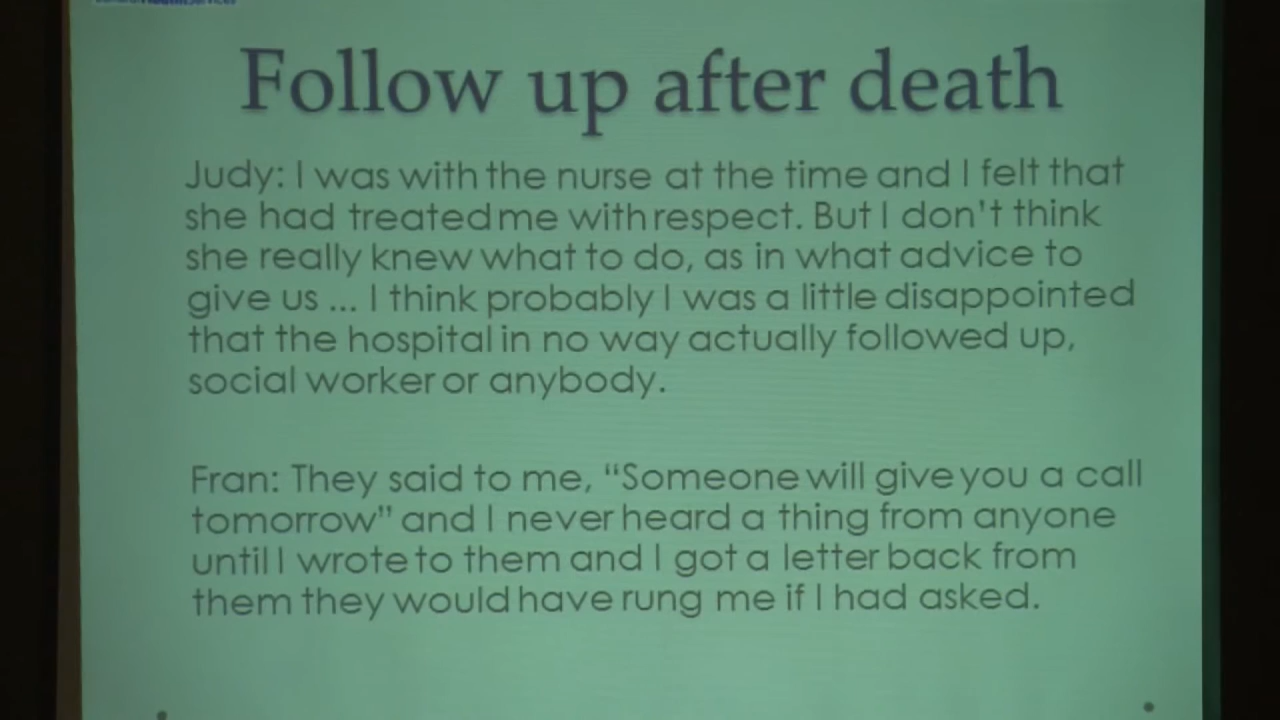 Follow up after death
Judy: I was with the nurse at the time and I felt that
she had treated me with respect. But I don't think
she really knew what to do, as in what advice to
give us ... I think probably I was a little disappointed
that the hospital in no way actually followed up,
social worker or anybody.
Fran: They said to me, “Someone will give you a call
tomorrow” and I never heard a thing from anyone
until I wrote to them and I got a letter back from
them they would have rung me if I had asked.